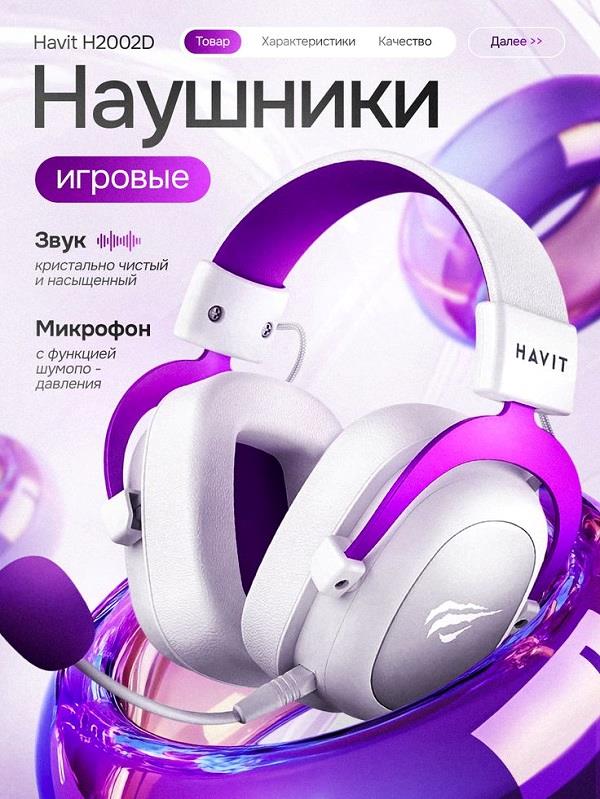 Havit H2002D
Товар
Характеристики
Качество
Далее >>
Наушники
игровые
Звук
кристально чистый
и насыщенный
Микрофон
с функцией
шумопо -
давления
HAVIT